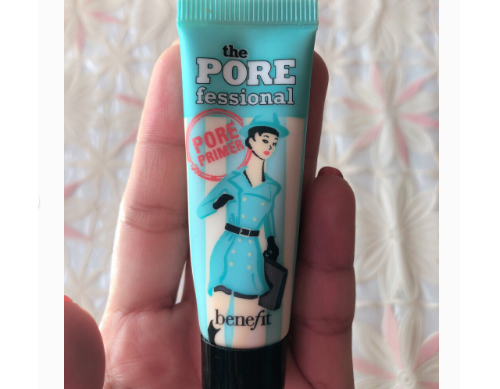 the
PORE
fessional
PORE
PRIMER
benefit